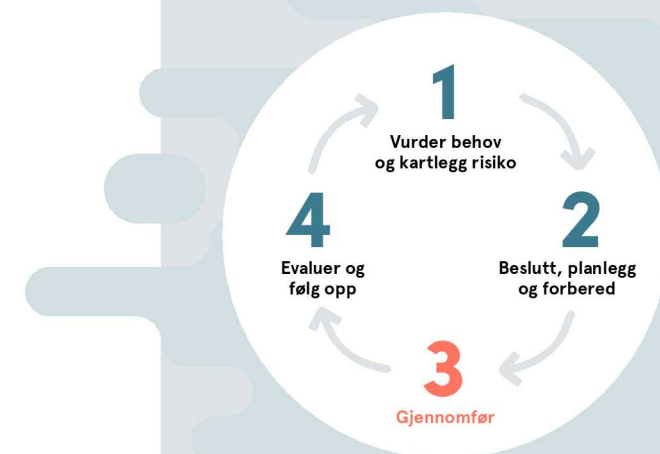 1
Vurder behov
og kartlegg risiko
2
Beslutt, planlegg
og forbered
3
Gjennomfør
4
Evaluer og
følg opp